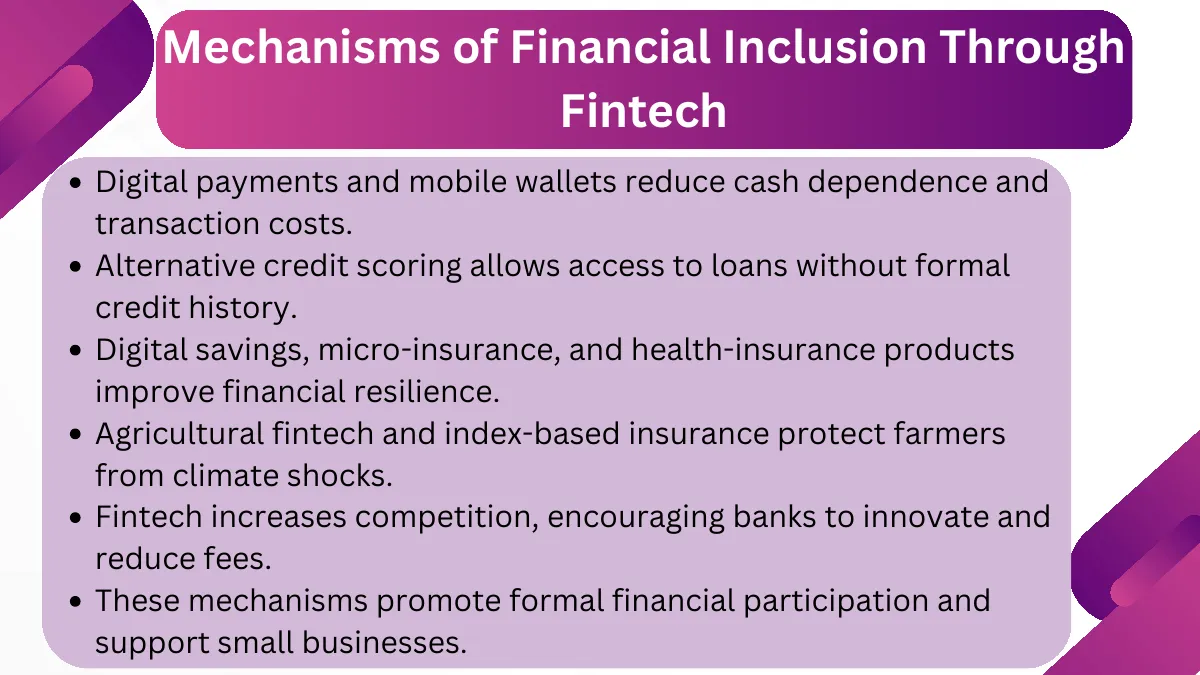 Mechanisms of Financial Inclusion Through
Fintech
• Digital payments and mobile wallets reduce cash dependence and
transaction costs.
• Alternative credit scoring allows access to loans without formal
credit history.
• Digital savings, micro-insurance, and health-insurance products
improve financial resilience.
• Agricultural fintech and index-based insurance protect farmers
from climate shocks.
• Fintech increases competition, encouraging banks to innovate and
reduce fees.
• These mechanisms promote formal financial participation and
support small businesses.